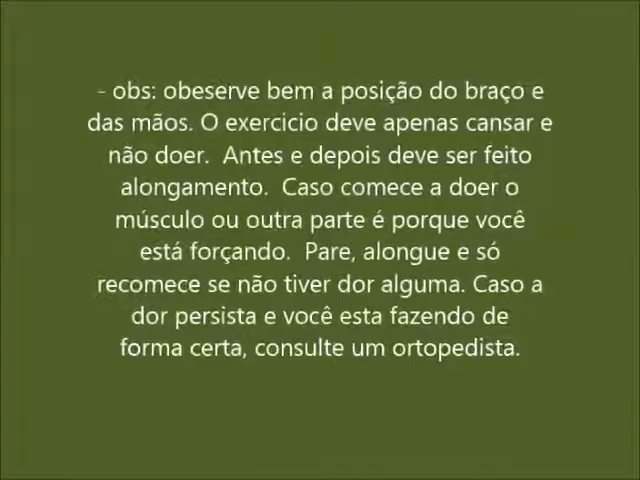 - obs: obeserve bem a posição do braço e
das mãos. O exercicio deve apenas cansar e
não doer.  Antes e depois deve ser feito
alongamento.  Caso comece a doer o
músculo ou outra parte é porque você
está forçando.  Pare, alongue e só
recomece se não tiver dor alguma. Caso a
dor persista e você esta fazendo de
forma certa, consulte um ortopedista.